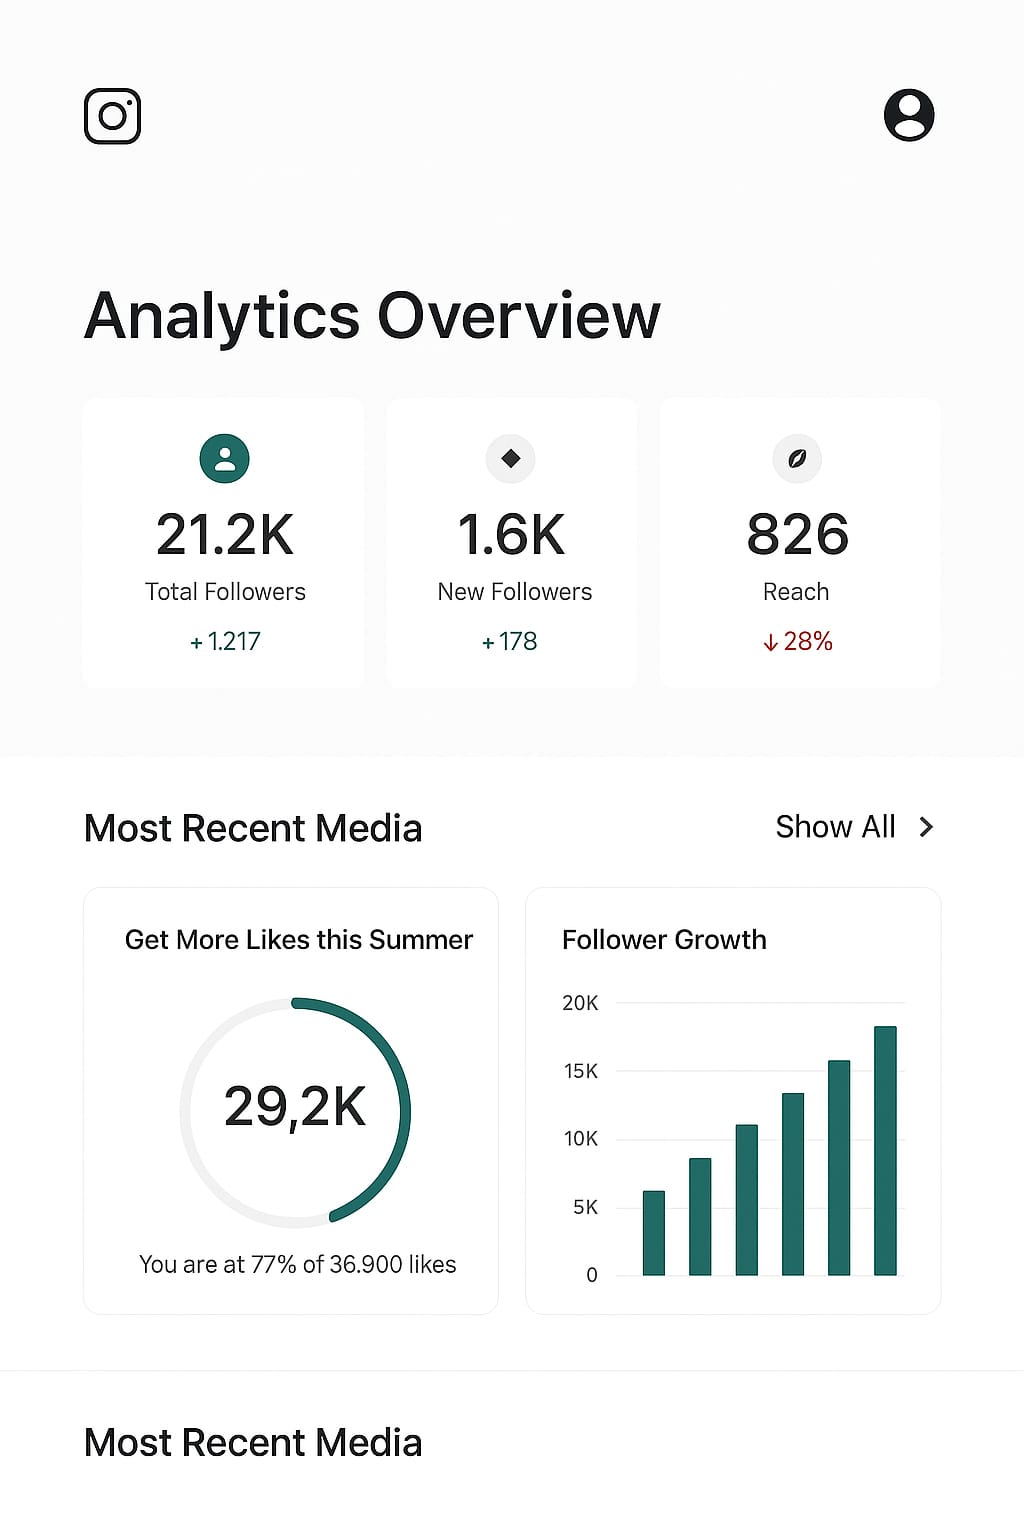 Analytics Overview
21.2K
Total Followers
+1.217
1.6K
New Followers
+178
826
Reach
↓ 28%
Most Recent Media
Show All >
Get More Likes this Summer
29,2K
You are at 77% of 36.900 likes
Follower Growth
20K
15K
10K
5K
0
Most Recent Media